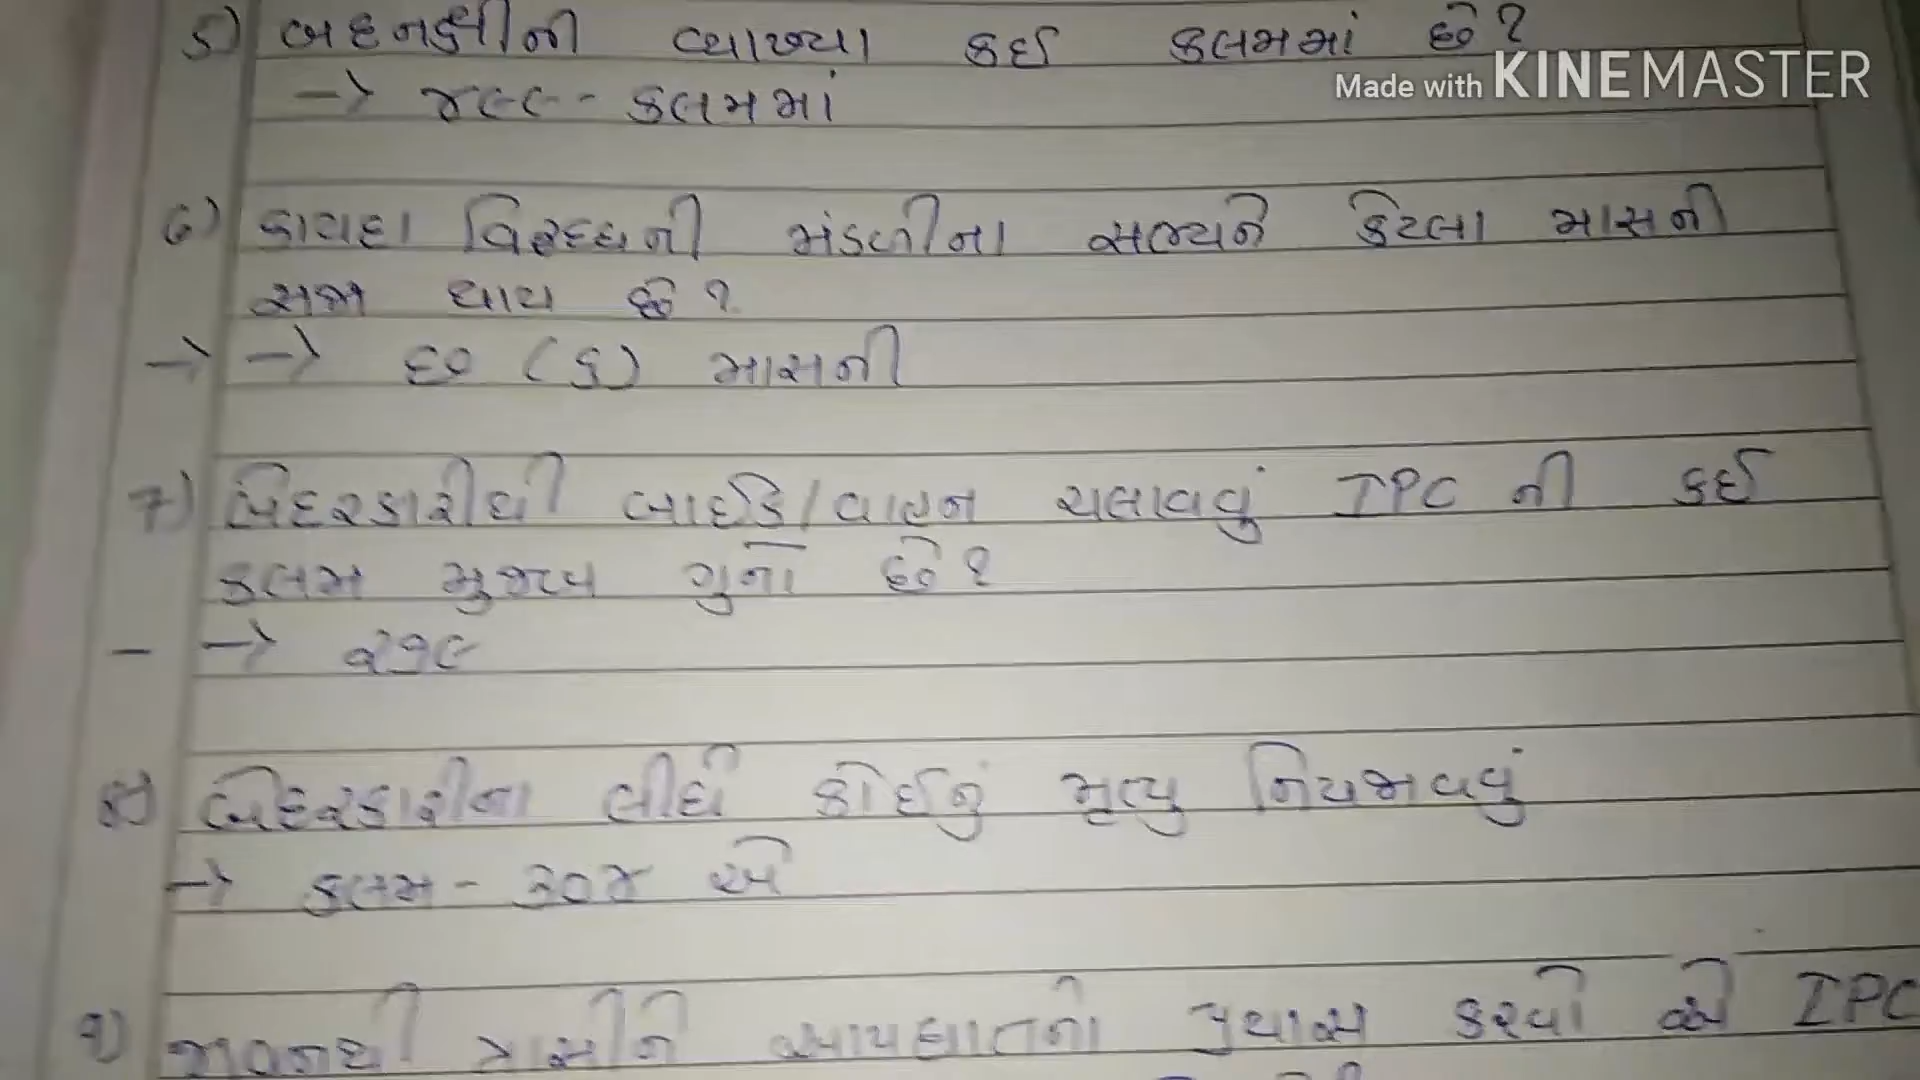 5) બદનક્ષીની વ્યાખ્યા કઈ કલમમાં છે?
Made with KINEMASTER
→ ૪૯૯ - કલમમાં
6) કાયદા વિરૂદ્ધની મંડળીના સભ્યને કેટલા માસની
સજા થાય છે?
→ → છ (૬) માસની
7) બેદરકારીથી બાઈક/વાહન ચલાવવું IPC ની કઈ
કલમ મુજબ ગુનો છે?
– → ૨૭૯
8) બેદરકારીના લીધે કોઈનું મૃત્યુ નિપજાવવું
→ કલમ - ૩૦૪ એ
9) ત્રાસીને આપઘાતનો પ્રયાસ કરવો એ IPC